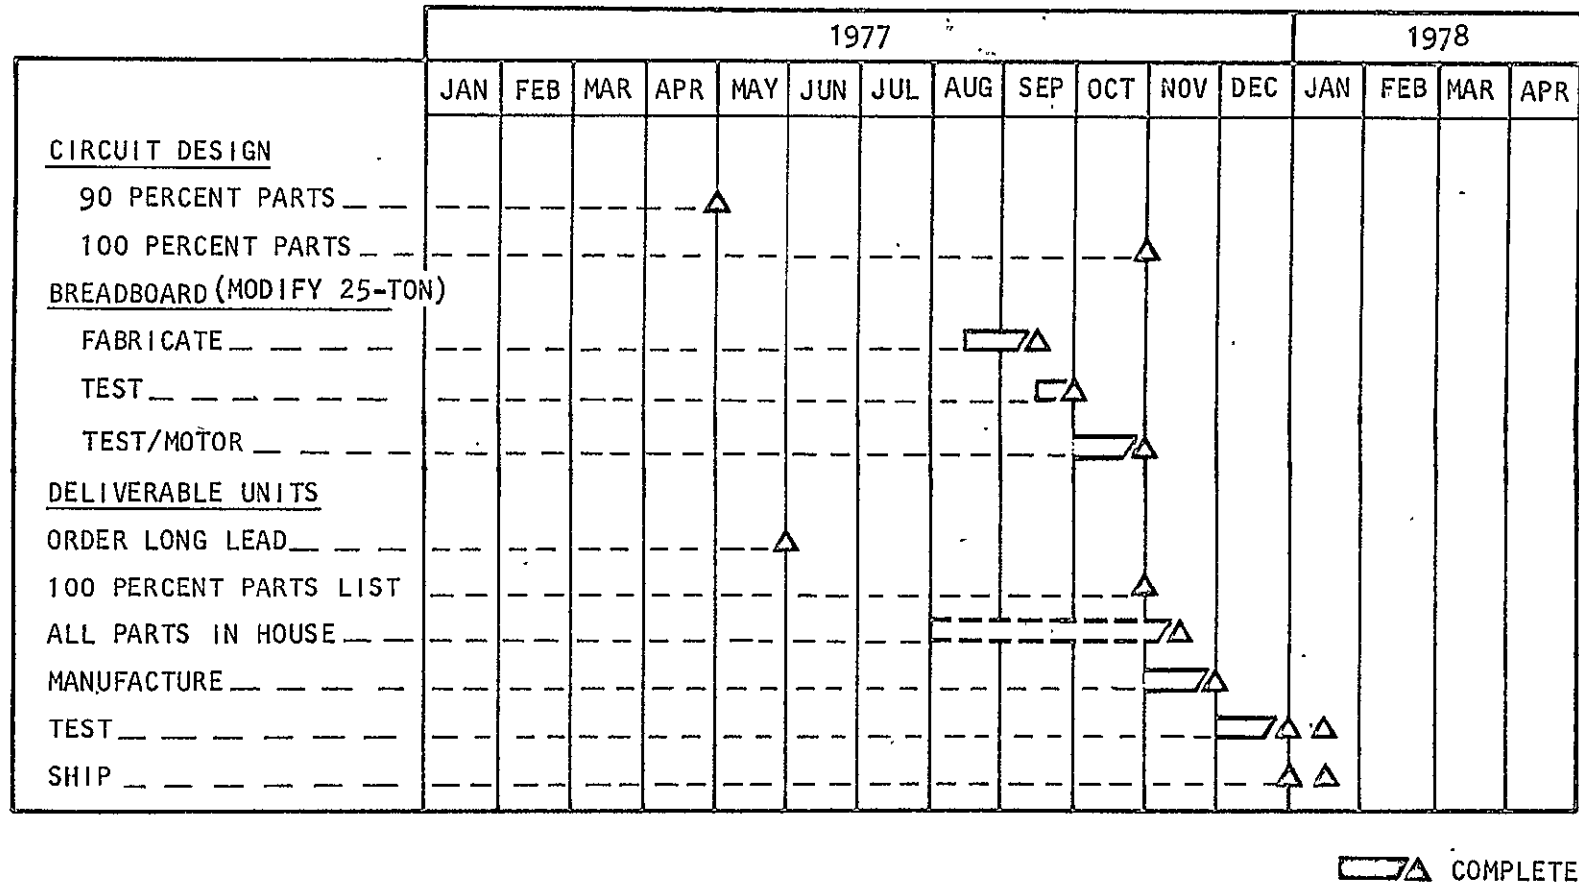 1977 1978
JAN FEB MAR APR MAY JUN JUL AUG SEP OCT NOV DEC JAN FEB MAR APR
CIRCUIT DESIGN
90 PERCENT PARTS
100 PERCENT PARTS
BREADBOARD (MODIFY 25-TON)
FABRICATE
TEST
TEST/MOTOR
DELIVERABLE UNITS
ORDER LONG LEAD
100 PERCENT PARTS LIST
ALL PARTS IN HOUSE
MANUFACTURE
TEST
SHIP
COMPLETE